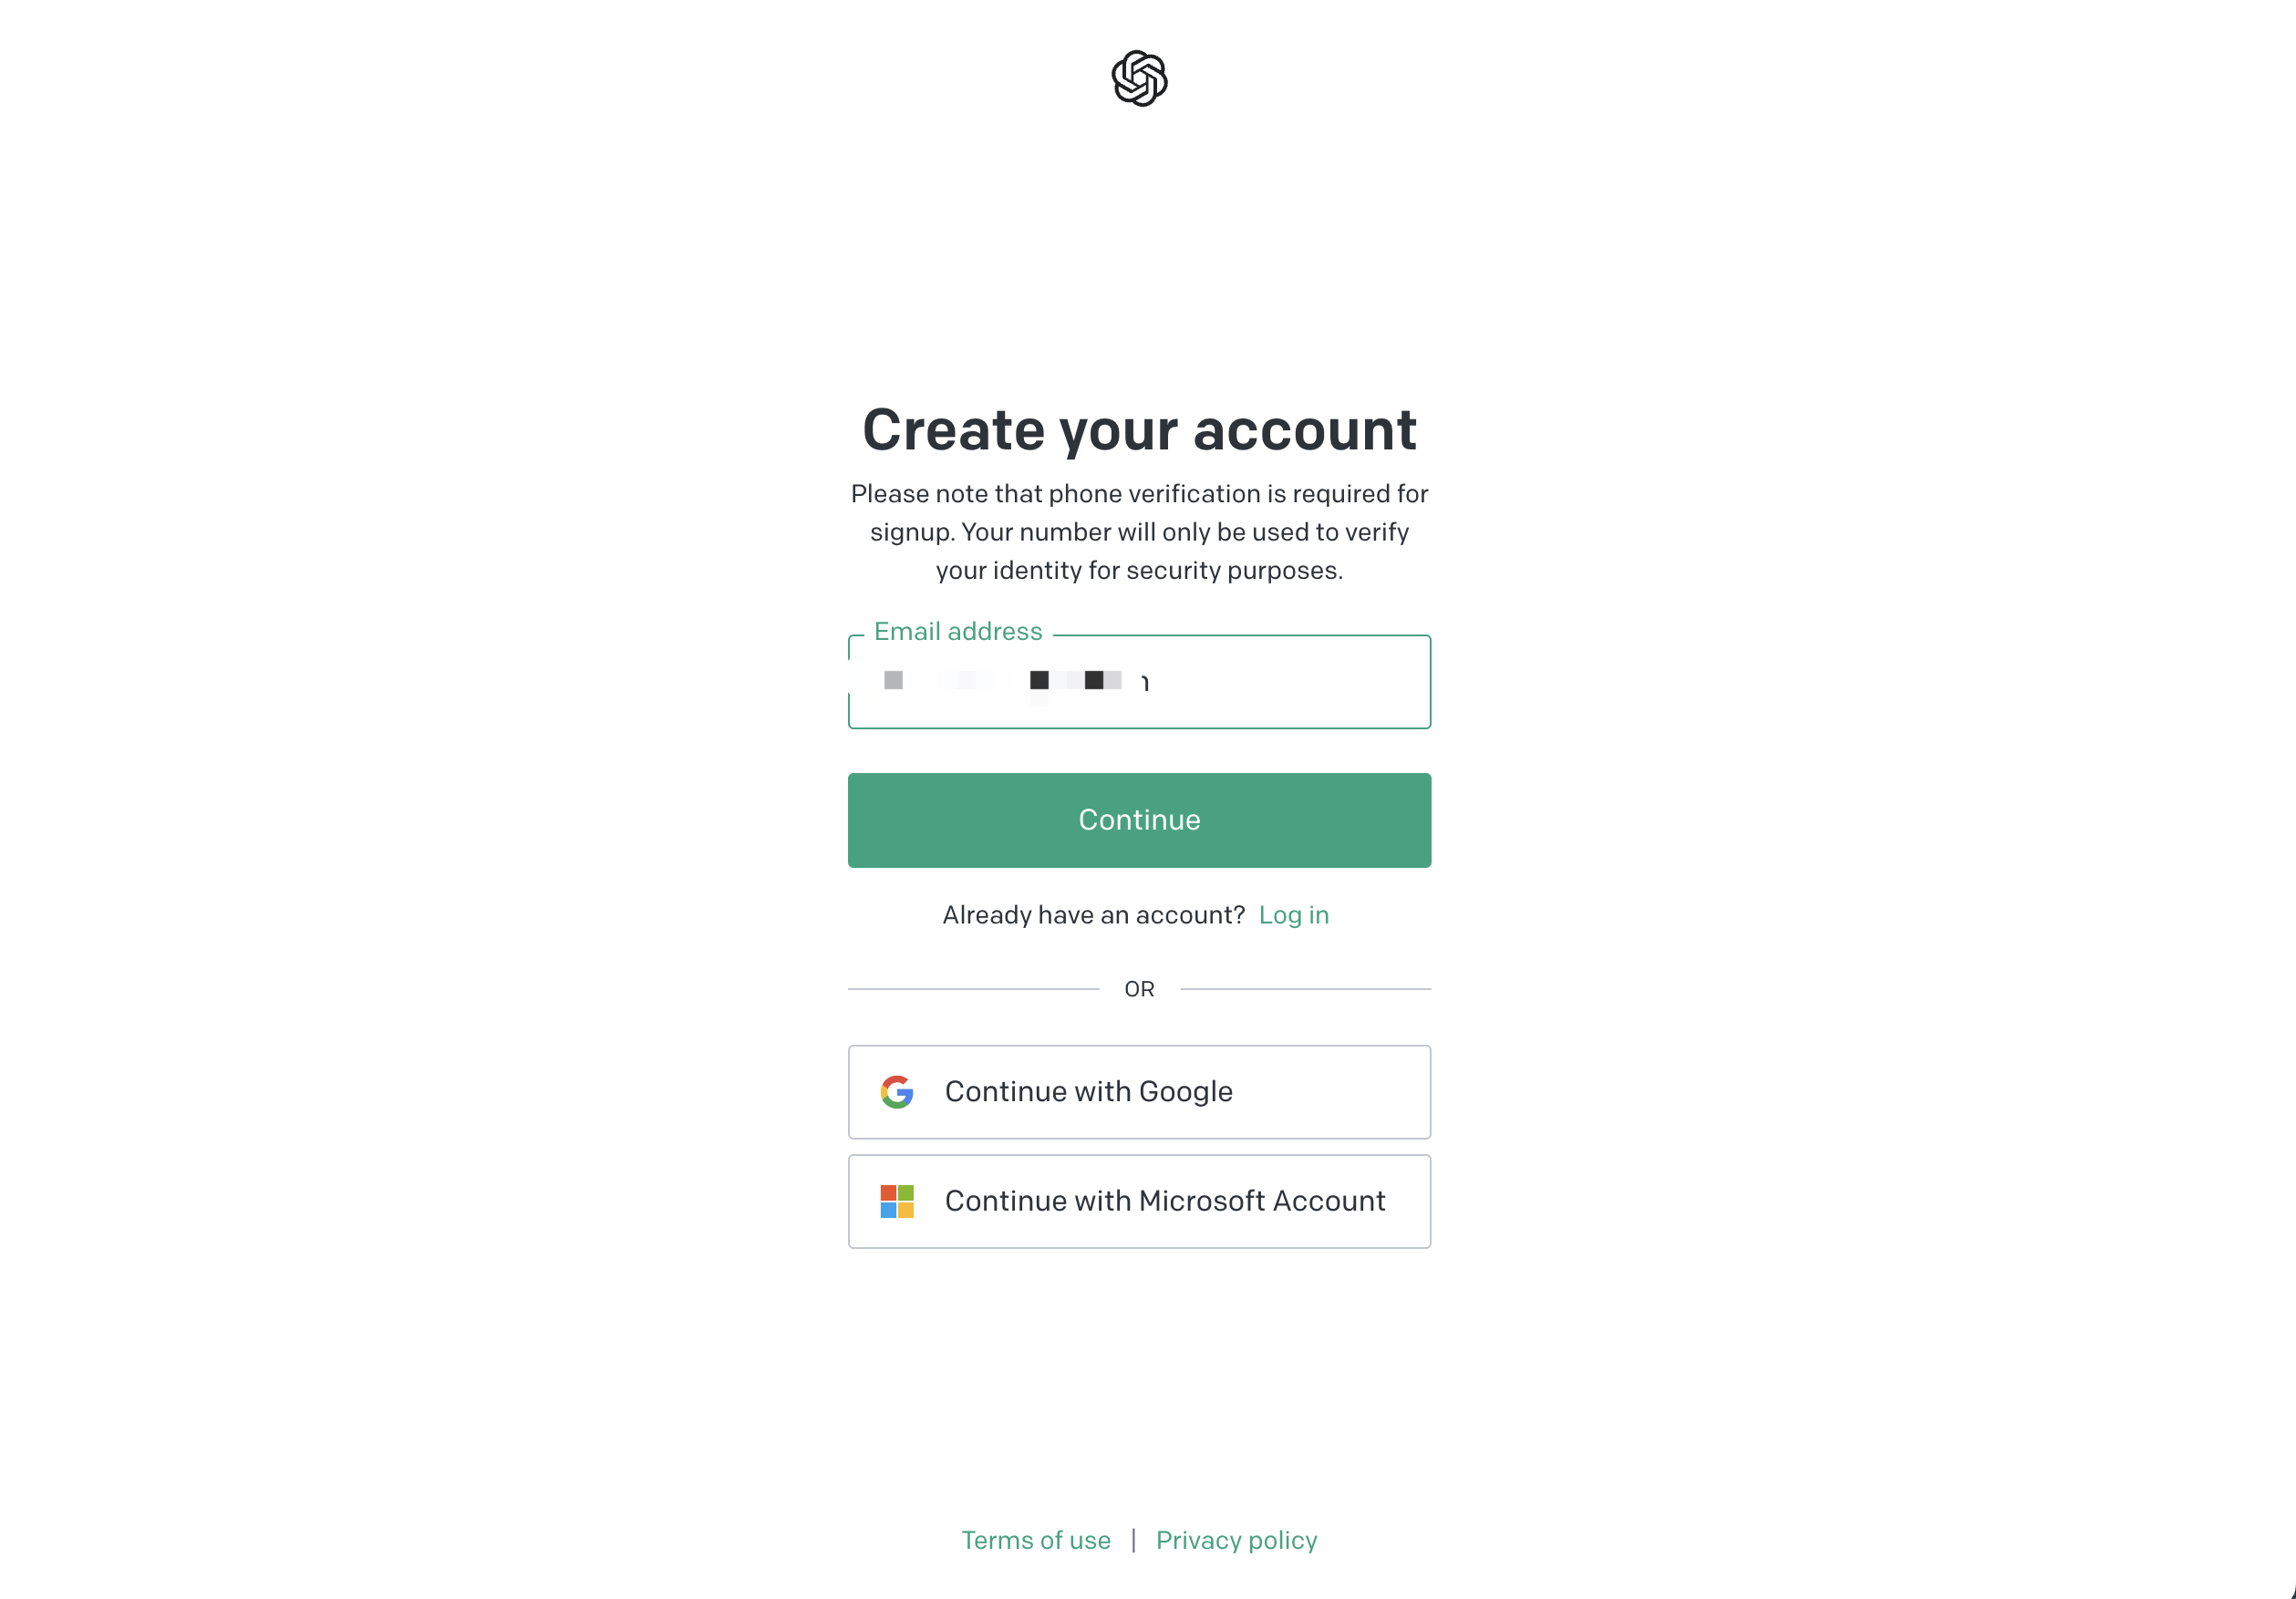 Create your account
Please note that phone verification is required for
signup. Your number will only be used to verify
your identity for security purposes.
Email address
Continue
Already have an account? Log in
OR
Continue with Google
Continue with Microsoft Account
Terms of use | Privacy policy